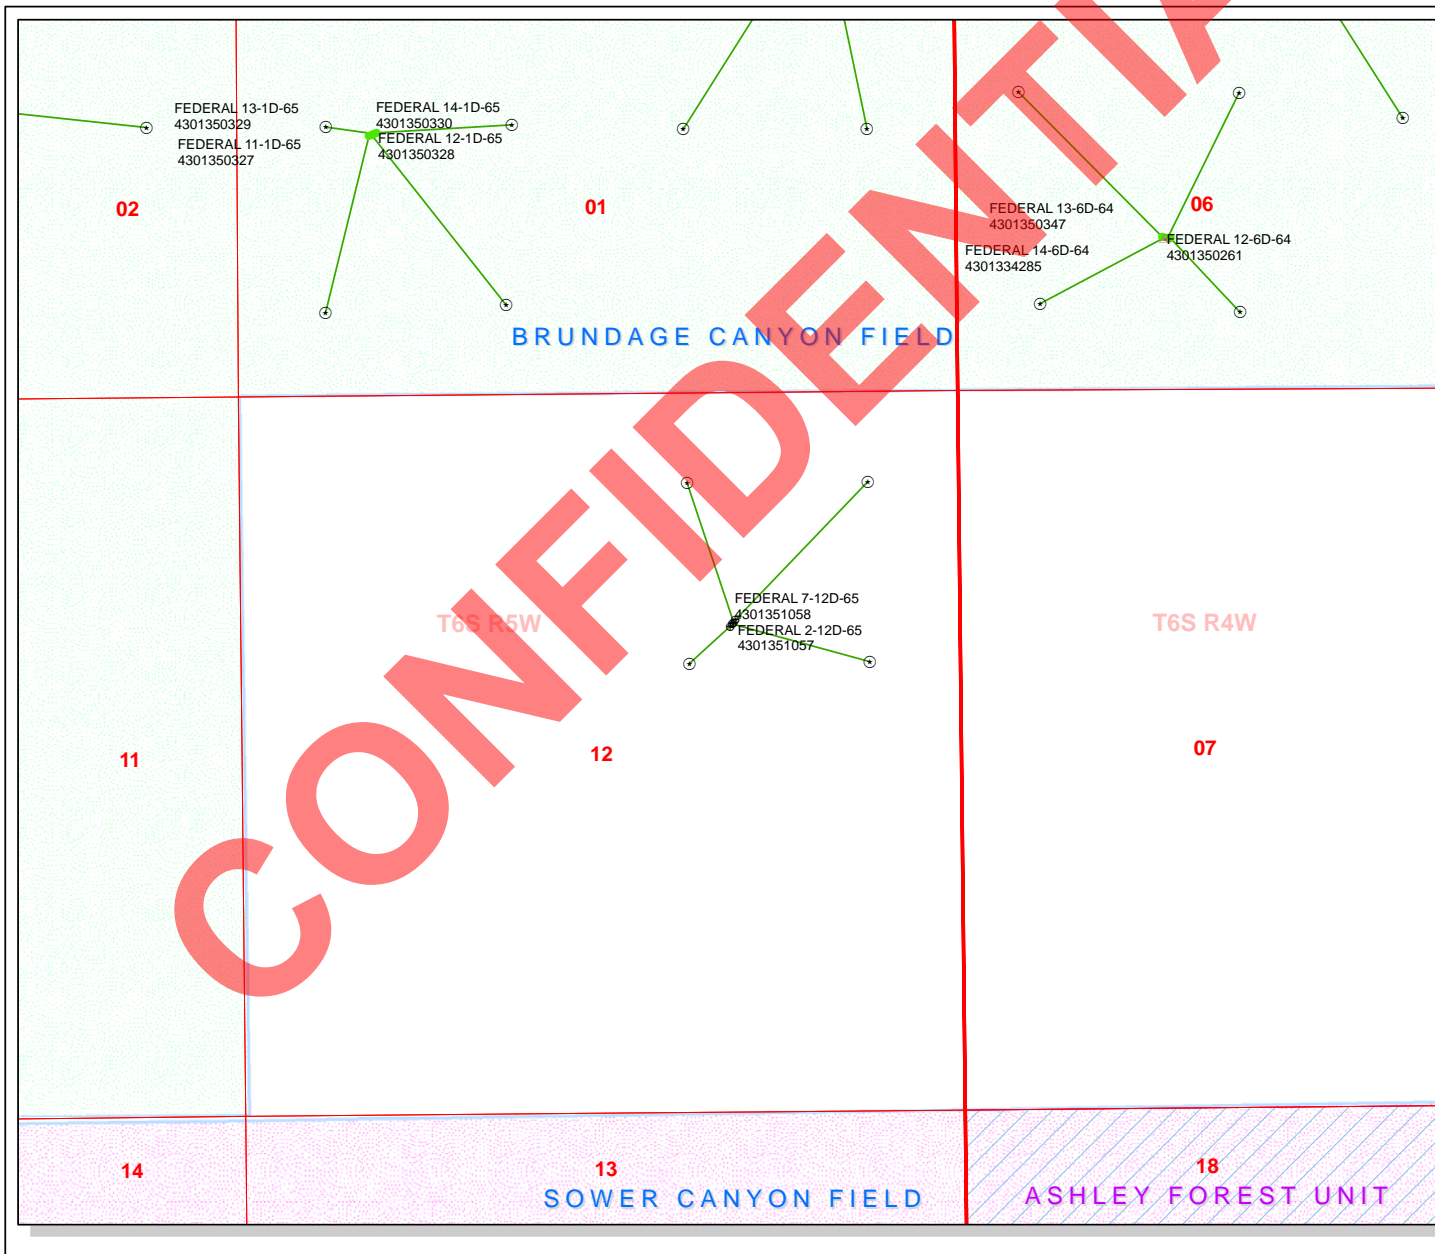 FEDERAL 13-1D-65
4301350329
FEDERAL 11-1D-65
4301350327
FEDERAL 14-1D-65
4301350330
FEDERAL 12-1D-65
4301350328
02
01
06
FEDERAL 13-6D-64
4301350347
FEDERAL 14-6D-64
4301334285
FEDERAL 12-6D-64
4301350261
BRUNDAGE CANYON FIELD
FEDERAL 7-12D-65
4301351058
FEDERAL 2-12D-65
4301351057
T6S R5W
T6S R4W
11
12
07
CONFIDENTIA
14
13
18
SOWER CANYON FIELD
ASHLEY FOREST UNIT